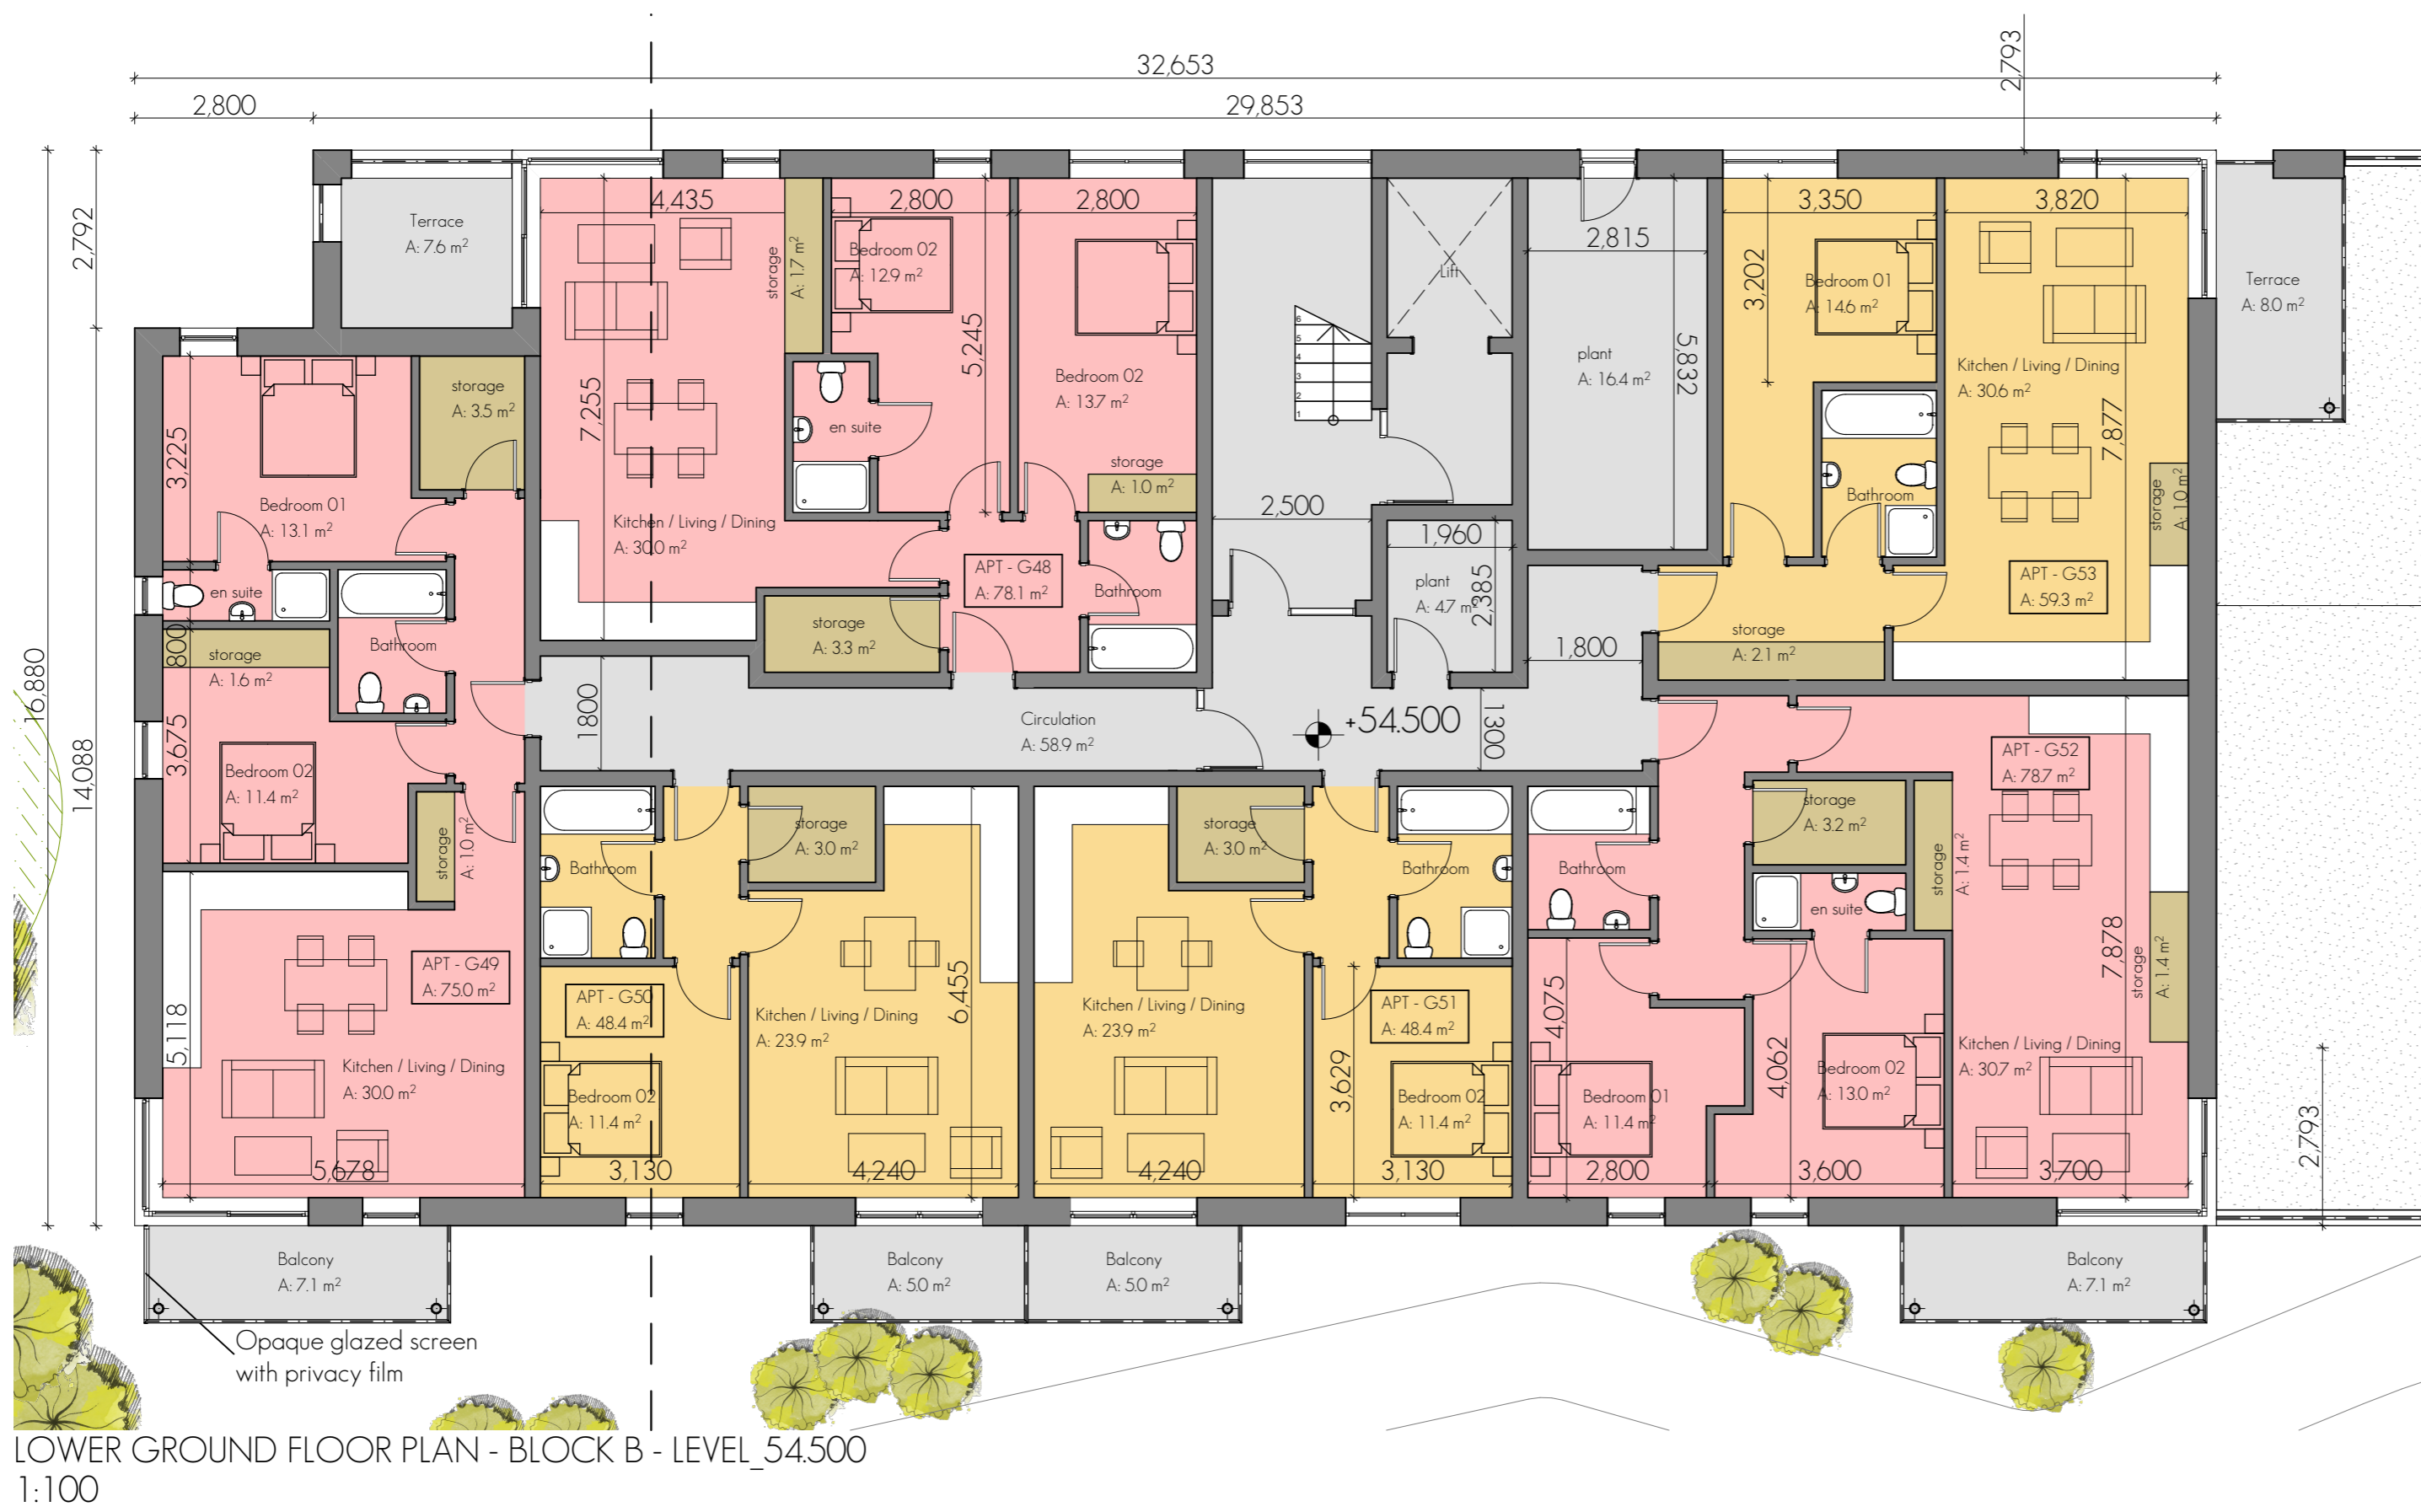 32,653
2,793
2,800
29,853
2,792
16,880
14,088
Terrace
A: 7.6 m²
4,435
storage
A: 1.7 m²
2,800
Bedroom 02
A: 12.9 m²
5,245
2,800
Bedroom 02
A: 13.7 m²
storage
A: 1.0 m²
7,255
en suite
Kitchen / Living / Dining
A: 30.0 m²
APT - G48
A: 78.1 m²
Bathroom
storage
A: 3.3 m²
6
5
4
3
2
1
2,500
Lift
2,815
5,832
plant
A: 16.4 m²
1,960
plant
A: 4.7 m²
2,385
1,800
3,350
3,202
Bedroom 01
A: 14.6 m²
3,820
Kitchen / Living / Dining
A: 30.6 m²
7,877
Bathroom
storage
A: 1.0 m²
APT - G53
A: 59.3 m²
storage
A: 2.1 m²
Terrace
A: 8.0 m²
storage
A: 3.5 m²
3,225
Bedroom 01
A: 13.1 m²
en suite
Bathroom
800
storage
A: 1.6 m²
3,675
Bedroom 02
A: 11.4 m²
storage
A: 1.0 m²
1800
Circulation
A: 58.9 m²
+54.500
1300
APT - G49
A: 75.0 m²
5,118
Kitchen / Living / Dining
A: 30.0 m²
5,678
Bathroom
storage
A: 3.0 m²
APT - G50
A: 48.4 m²
Bedroom 02
A: 11.4 m²
3,130
Kitchen / Living / Dining
A: 23.9 m²
6,455
4,240
storage
A: 3.0 m²
Kitchen / Living / Dining
A: 23.9 m²
4,240
Bathroom
APT - G51
A: 48.4 m²
3,629
Bedroom 02
A: 11.4 m²
3,130
Bathroom
4,075
Bedroom 01
A: 11.4 m²
2,800
storage
A: 3.2 m²
en suite
4,062
Bedroom 02
A: 13.0 m²
3,600
APT - G52
A: 78.7 m²
storage
A: 1.4 m²
7,878
storage
A: 1.4 m²
Kitchen / Living / Dining
A: 30.7 m²
3,700
2,793
Balcony
A: 7.1 m²
Balcony
A: 5.0 m²
Balcony
A: 5.0 m²
Balcony
A: 7.1 m²
Opaque glazed screen
with privacy film
LOWER GROUND FLOOR PLAN - BLOCK B - LEVEL_54.500
1:100